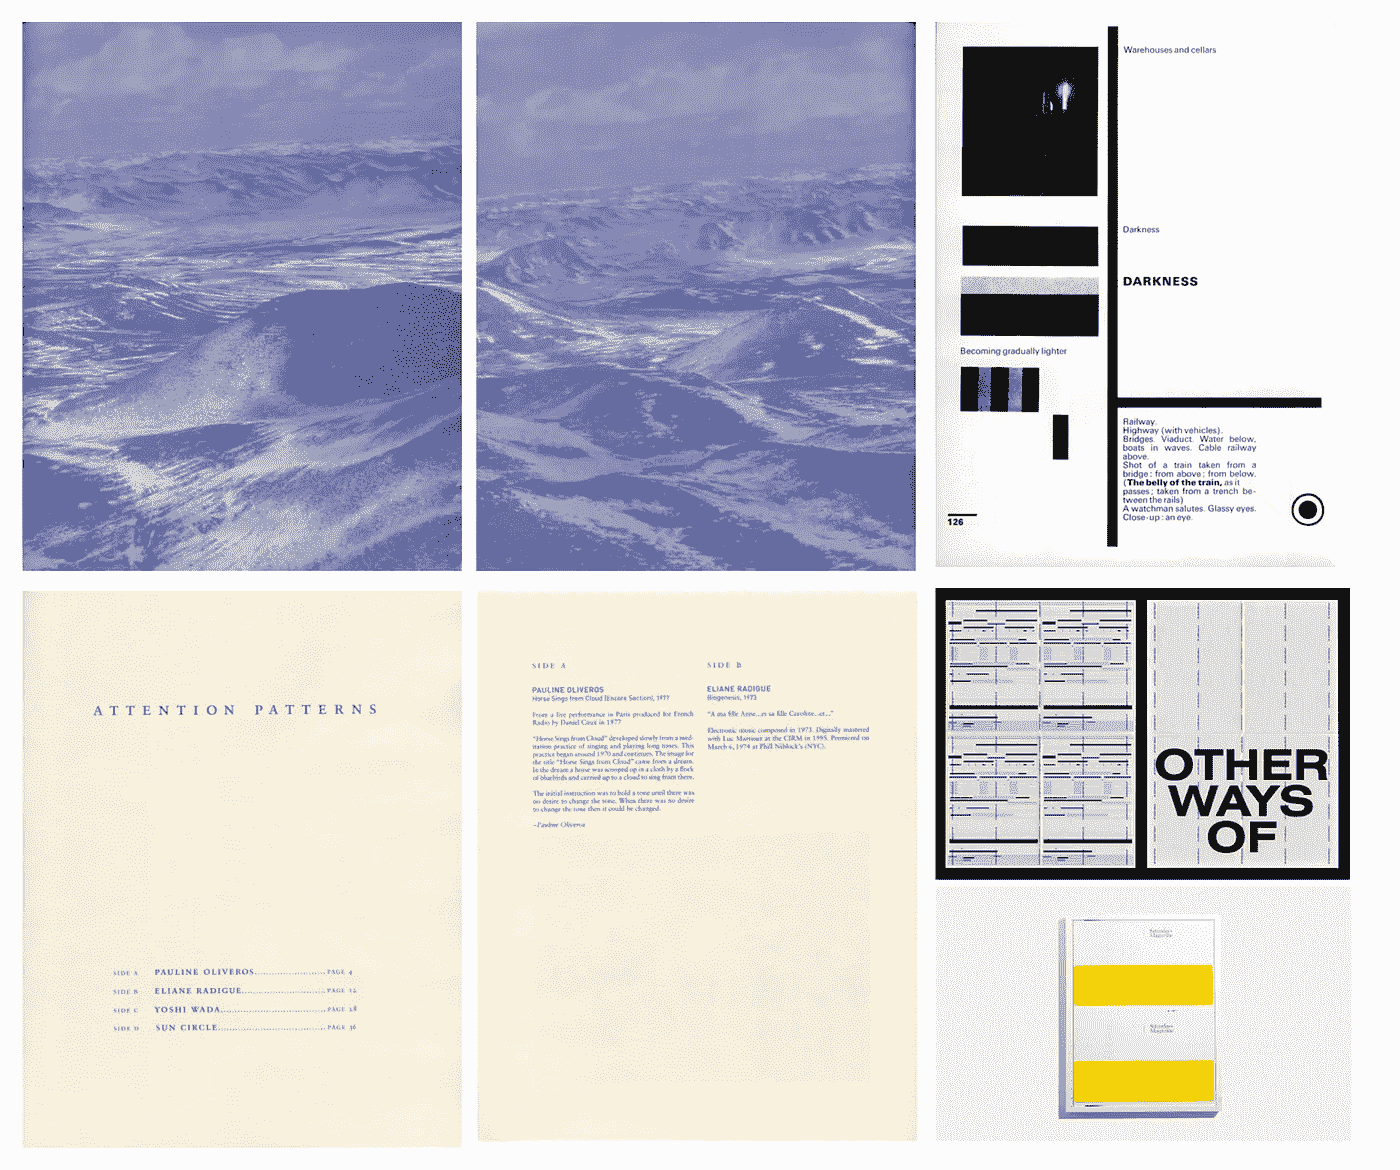 Warehouses and cellars
Darkness
DARKNESS
Becoming gradually lighter
Railway.
Highway (with vehicles).
Bridges. Viaduct. Water below,
boats in waves. Cable railway
above.
Shot of a train taken from a
bridge: from above: from below.
(The belly of the train, as it
passes; taken from a trench be-
tween the rails)
A watchman salutes. Glassy eyes.
Close-up: an eye.
126
ATTENTION PATTERNS
SIDE A PAULINE OLIVEROS........................PAGE 4
SIDE B ELIANE RADIGUE............................PAGE 12
SIDE C YOSHI WADA..................................PAGE 28
SIDE D SUN CIRCLE...................................PAGE 36
SIDE A
PAULINE OLIVEROS
Horse Sings from Cloud (Encore Section), 1977
From a live performance in Paris produced for French
Radio by Daniel Caux in 1977
"Horse Sings from Cloud" developed slowly from a med-
itation practice of singing and playing long tones. This
practice began around 1970 and continues. The image for
the title "Horse Sings from Cloud" came from a dream.
In the dream a horse was scooped up in a cloth by a flock
of bluebirds and carried up to a cloud to sing from there.
The initial instruction was to hold a tone until there was
no desire to change the tone. When there was no desire
to change the tone then it could be changed.
–Pauline Oliveros
SIDE B
ELIANE RADIGUE
Biogenesis, 1973
"A ma fille Anne...et sa fille Caroline...et..."
Electronic music composed in 1973. Digitally mastered
with Luc Martinez at the CIRM in 1995. Premiered on
March 6, 1974 at Phill Niblock's (NYC).
OTHER
WAYS
OF
Saturdays
Magazine
Saturdays
Magazine